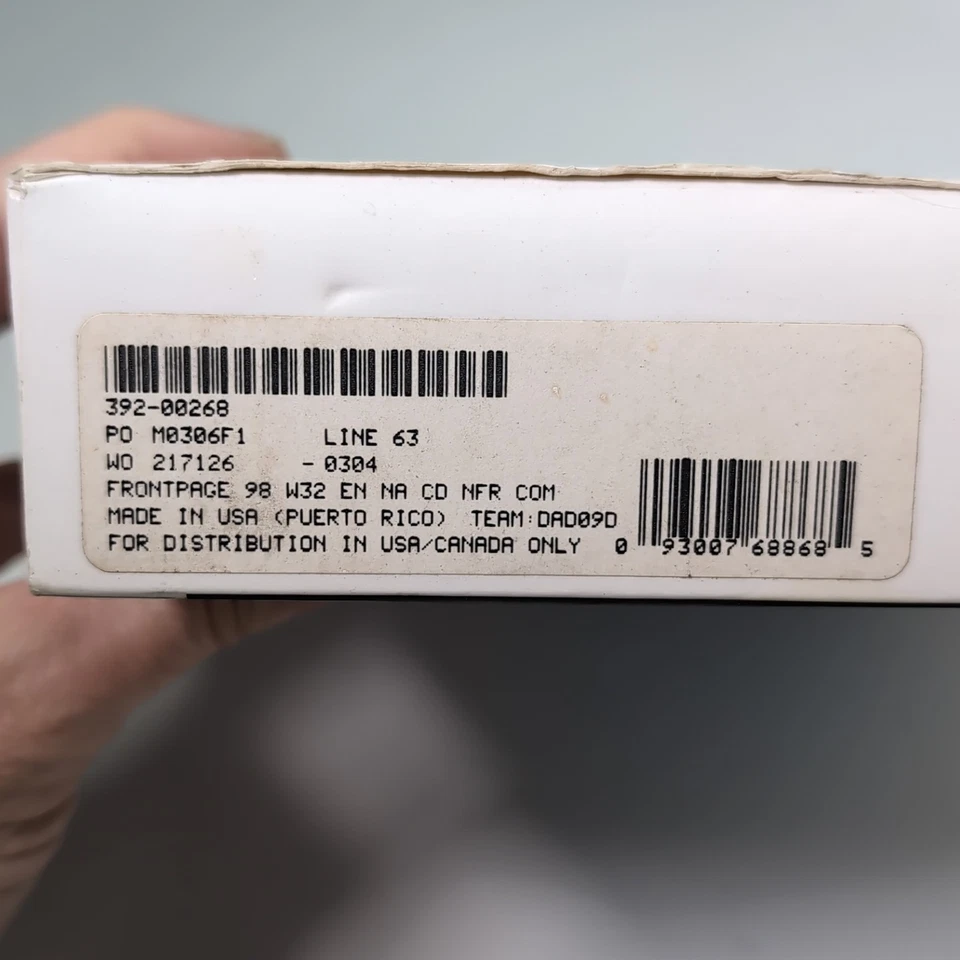 392-00268
PO M0306F1 LINE 63
WO 217126 - 0304
FRONTPAGE 98 W32 EN NA CD NFR COM
MADE IN USA (PUERTO RICO) TEAM:DAD09D
FOR DISTRIBUTION IN USA/CANADA ONLY
0 93007 68868 5